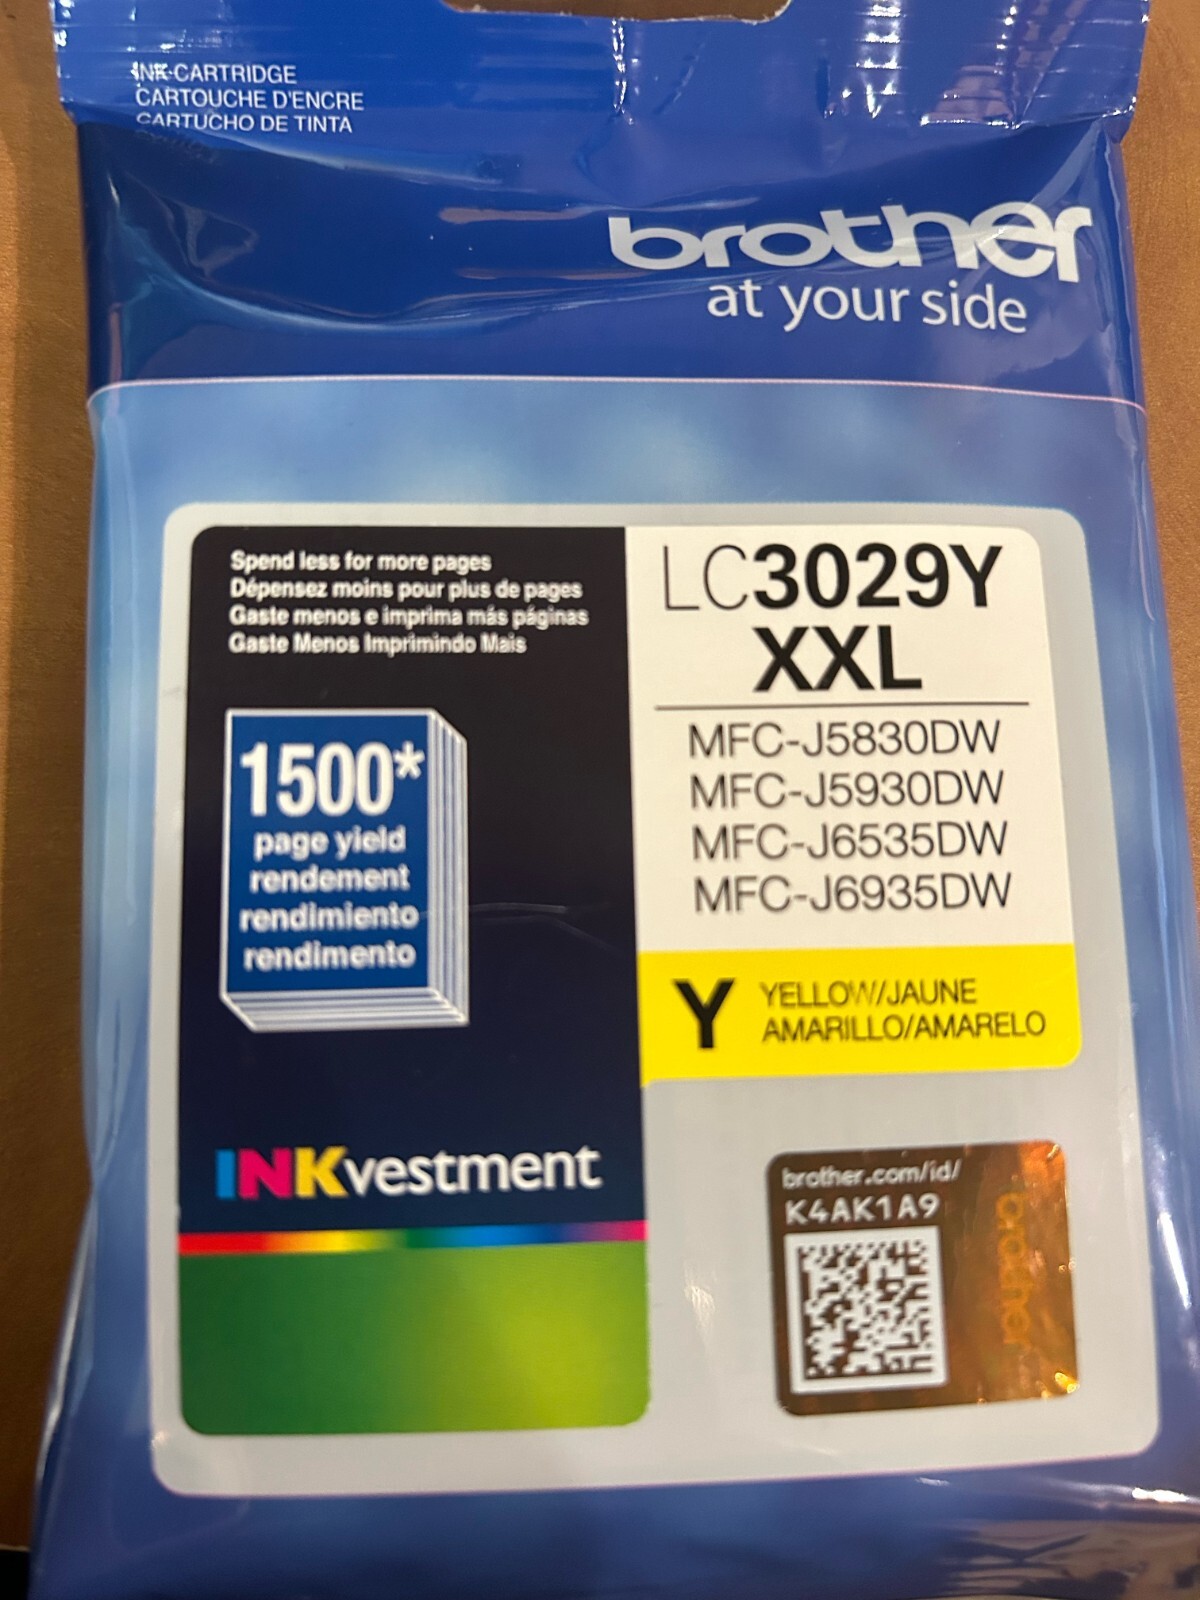 INK CARTRIDGE
CARTOUCHE D'ENCRE
CARTUCHO DE TINTA
brother
at your side
Spend less for more pages
Dépensez moins pour plus de pages
Gaste menos e imprima más páginas
Gaste Menos Imprimindo Mais
1500*
page yield
rendement
rendimiento
rendimento
INKvestment
LC3029Y
XXL
MFC-J5830DW
MFC-J5930DW
MFC-J6535DW
MFC-J6935DW
Y
YELLOW/JAUNE
AMARILLO/AMARELO
brother.com/id/
K4AK1A9
brother